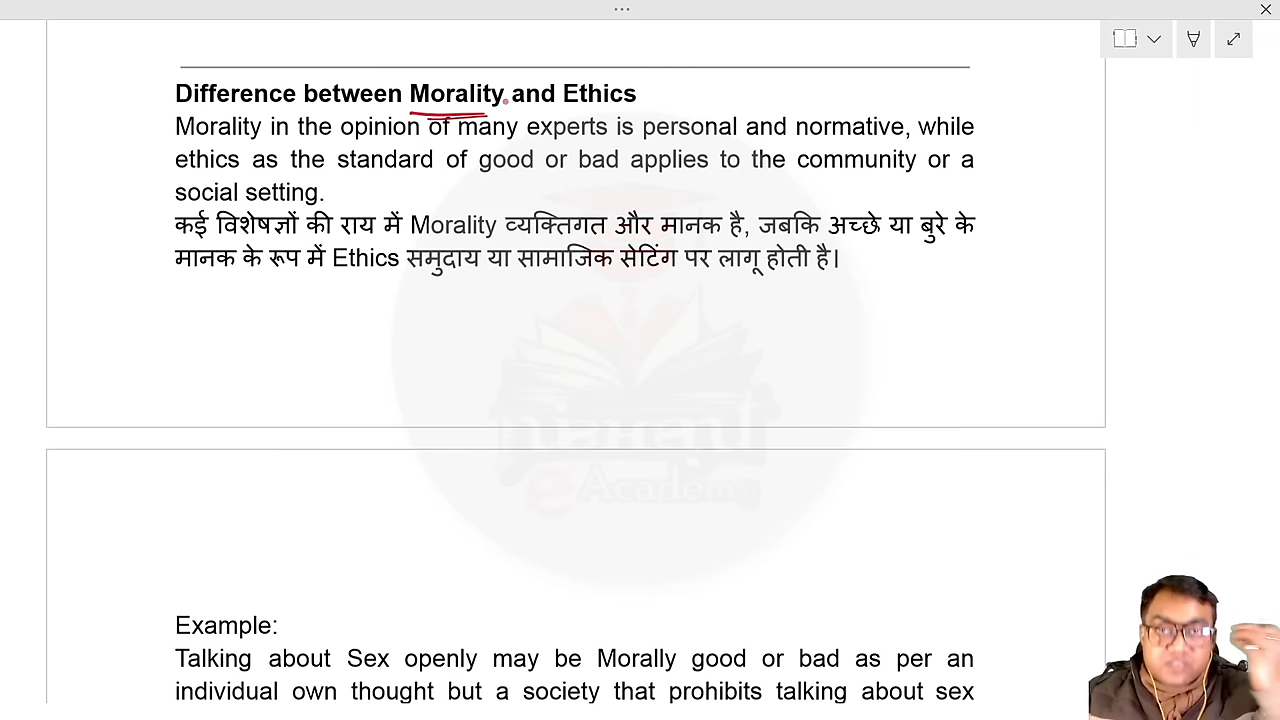 Difference between Morality and Ethics
Morality in the opinion of many experts is personal and normative, while
ethics as the standard of good or bad applies to the community or a
social setting.
कई विशेषज्ञों की राय में Morality व्यक्तिगत और मानक है, जबकि अच्छे या बुरे के
मानक के रूप में Ethics समुदाय या सामाजिक सेटिंग पर लागू होती है।
e Academy
Example:
Talking about Sex openly may be Morally good or bad as per an
individual own thought but a society that prohibits talking about sex